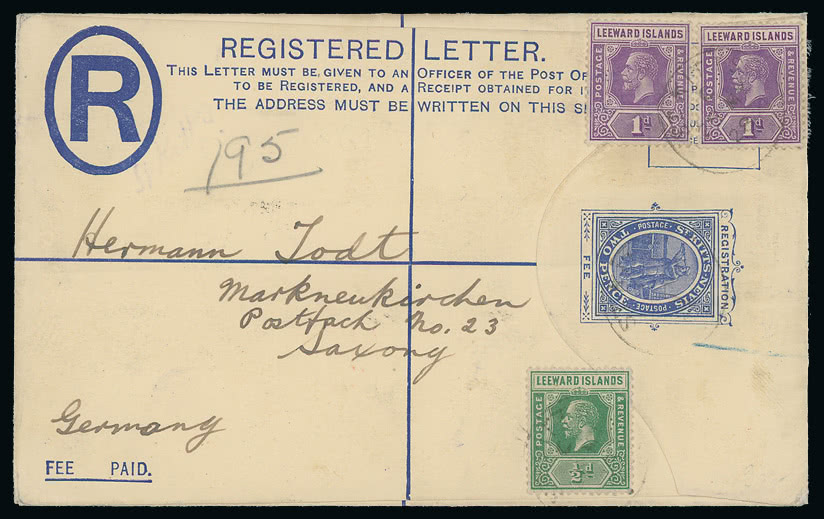 R
REGISTERED LETTER.
THIS LETTER MUST BE GIVEN TO AN OFFICER OF THE POST OF
TO BE REGISTERED, AND A RECEIPT OBTAINED FOR I
THE ADDRESS MUST BE WRITTEN ON THIS S
LEEWARD ISLANDS
POSTAGE & REVENUE
1d
LEEWARD ISLANDS
POSTAGE & REVENUE
1d
195
Hermann Todt
Markneukirchen
Postfach No. 23
Saxony
Germany
FEE PAID.
REGISTRATION
FEE
ST KITTS-NEVIS
POSTAGE
POSTAGE
TWO PENCE
LEEWARD ISLANDS
POSTAGE & REVENUE
½d